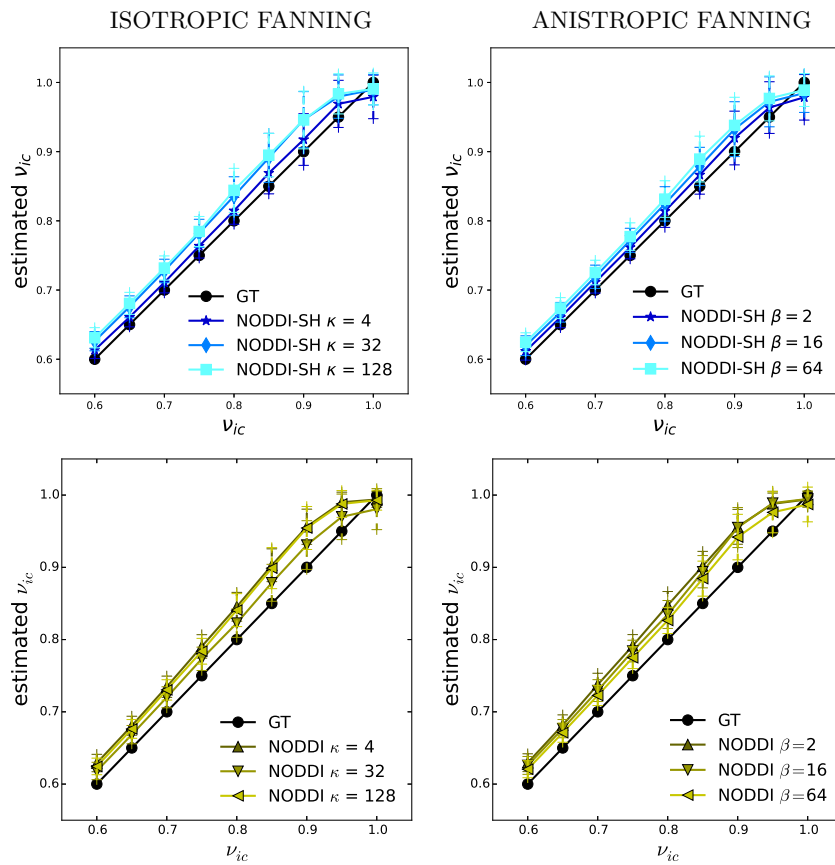 ISOTROPIC FANNING
ANISTROPIC FANNING
estimated ν_ic
1.0
0.9
0.8
0.7
0.6
GT
NODDI-SH κ = 4
NODDI-SH κ = 32
NODDI-SH κ = 128
0.6 0.7 0.8 0.9 1.0
ν_ic
estimated ν_ic
1.0
0.9
0.8
0.7
0.6
GT
NODDI-SH β = 2
NODDI-SH β = 16
NODDI-SH β = 64
0.6 0.7 0.8 0.9 1.0
ν_ic
estimated ν_ic
1.0
0.9
0.8
0.7
0.6
GT
NODDI κ = 4
NODDI κ = 32
NODDI κ = 128
0.6 0.7 0.8 0.9 1.0
ν_ic
estimated ν_ic
1.0
0.9
0.8
0.7
0.6
GT
NODDI β=2
NODDI β=16
NODDI β=64
0.6 0.7 0.8 0.9 1.0
ν_ic